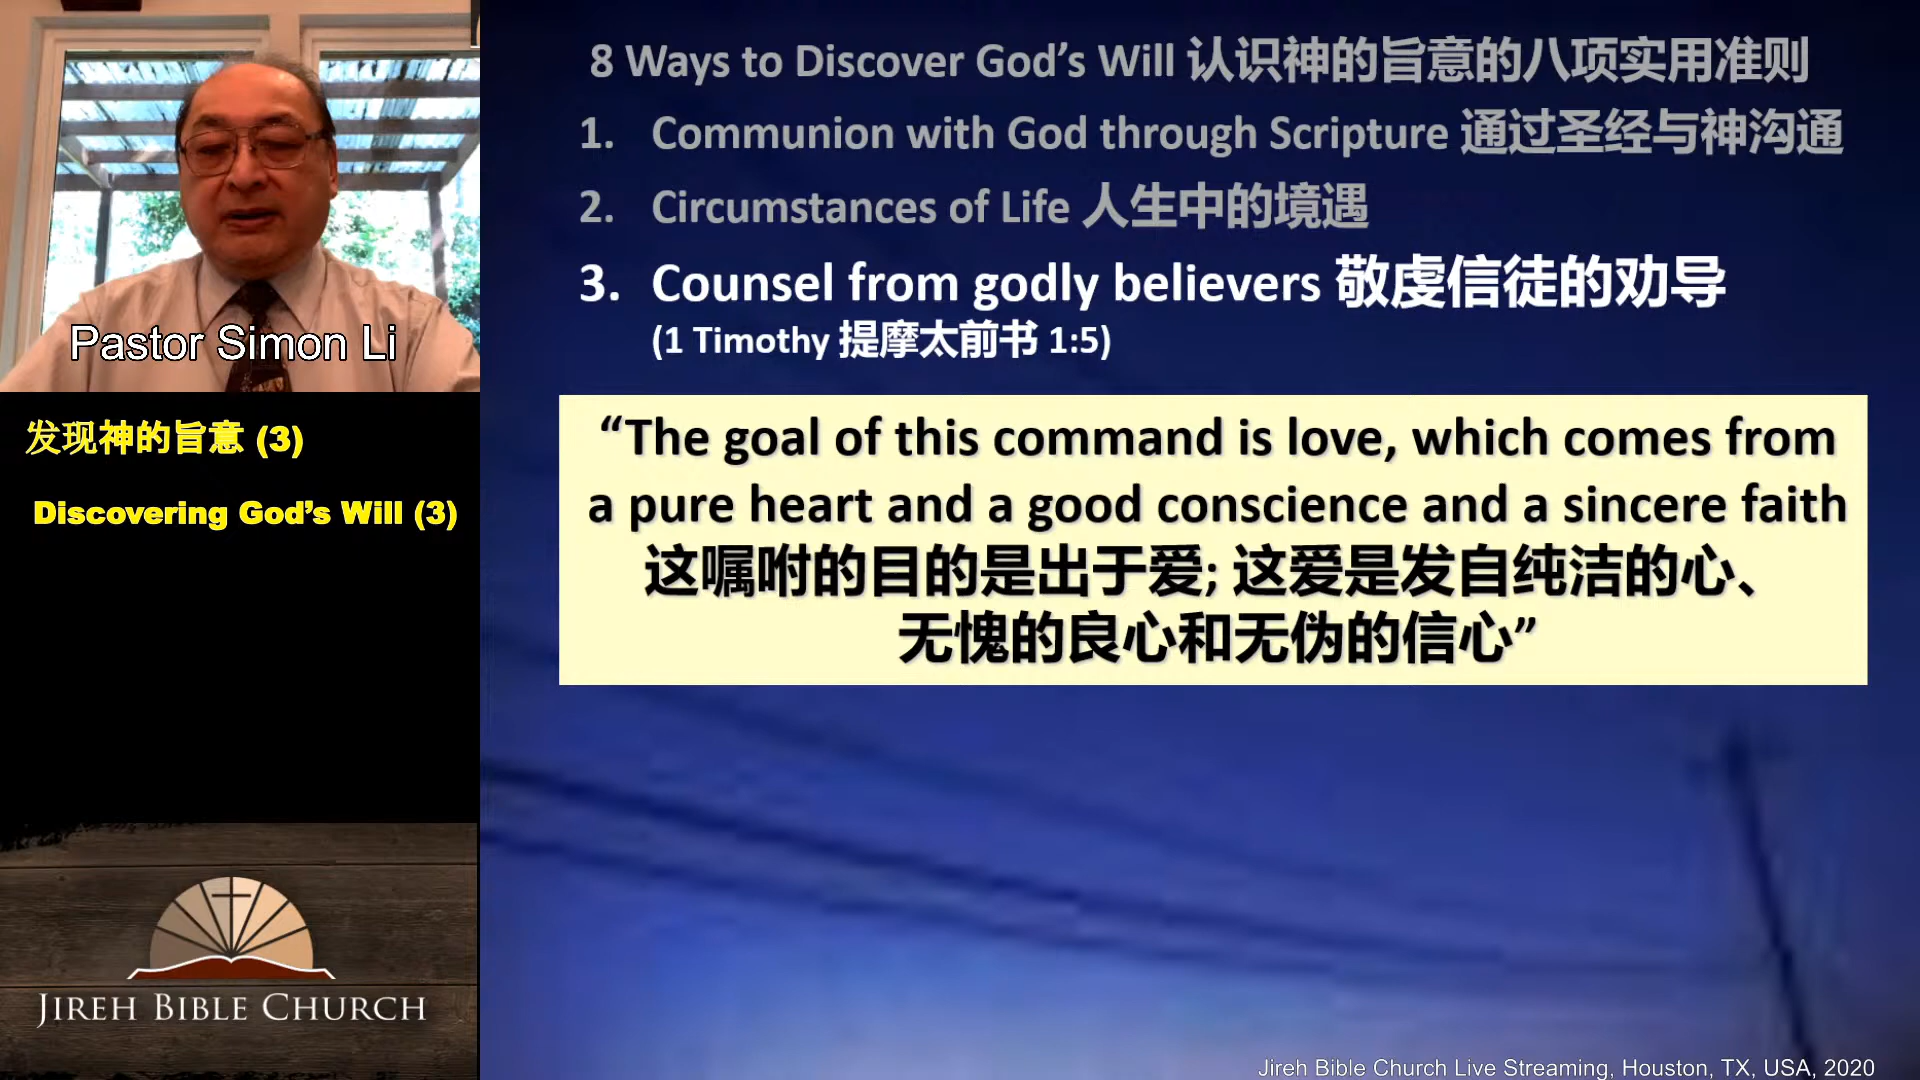 Pastor Simon Li
发现神的旨意 (3)
Discovering God’s Will (3)
JIREH BIBLE CHURCH
8 Ways to Discover God’s Will 认识神的旨意的八项实用准则
1. Communion with God through Scripture 通过圣经与神沟通
2. Circumstances of Life 人生中的境遇
3. Counsel from godly believers 敬虔信徒的劝导
(1 Timothy 提摩太前书 1:5)
“The goal of this command is love, which comes from
a pure heart and a good conscience and a sincere faith
这嘱咐的目的是出于爱; 这爱是发自纯洁的心、
无愧的良心和无伪的信心”
Jireh Bible Church Live Streaming, Houston, TX, USA, 2020